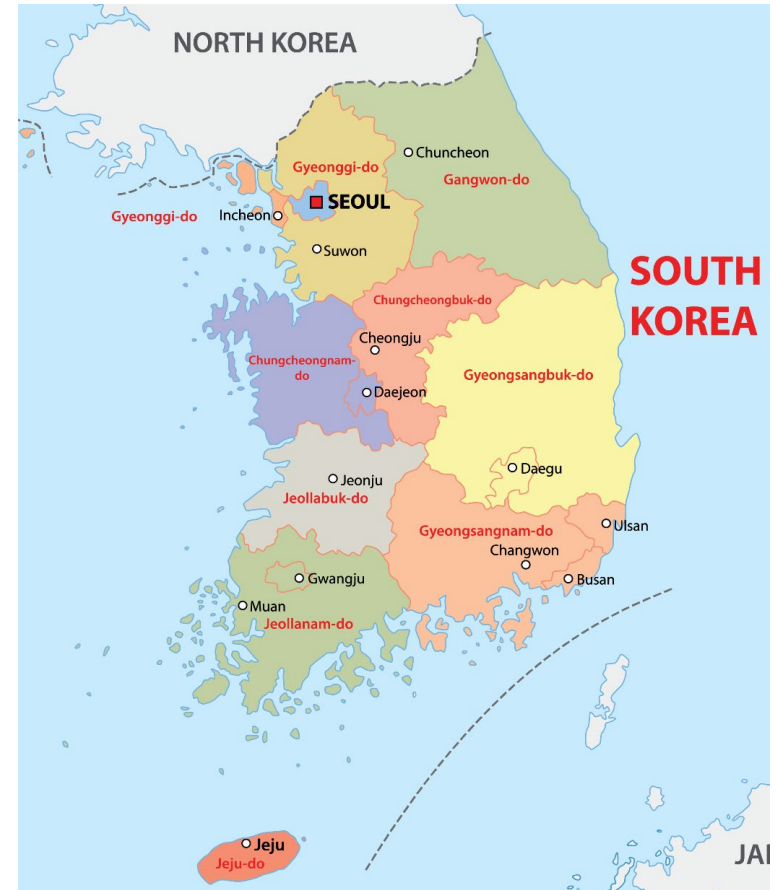 NORTH KOREA
Chuncheon
Gyeonggi-do
Gangwon-do
SEOUL
Gyeonggi-do
Incheon
Suwon
SOUTH
KOREA
Chungcheongbuk-do
Cheongju
Chungcheongnam-
do
Gyeongsangbuk-do
Daejeon
Daegu
Jeonju
Jeollabuk-do
Ulsan
Gyeongsangnam-do
Changwon
Gwangju
Busan
Muan
Jeollanam-do
Jeju
Jeju-do
JA